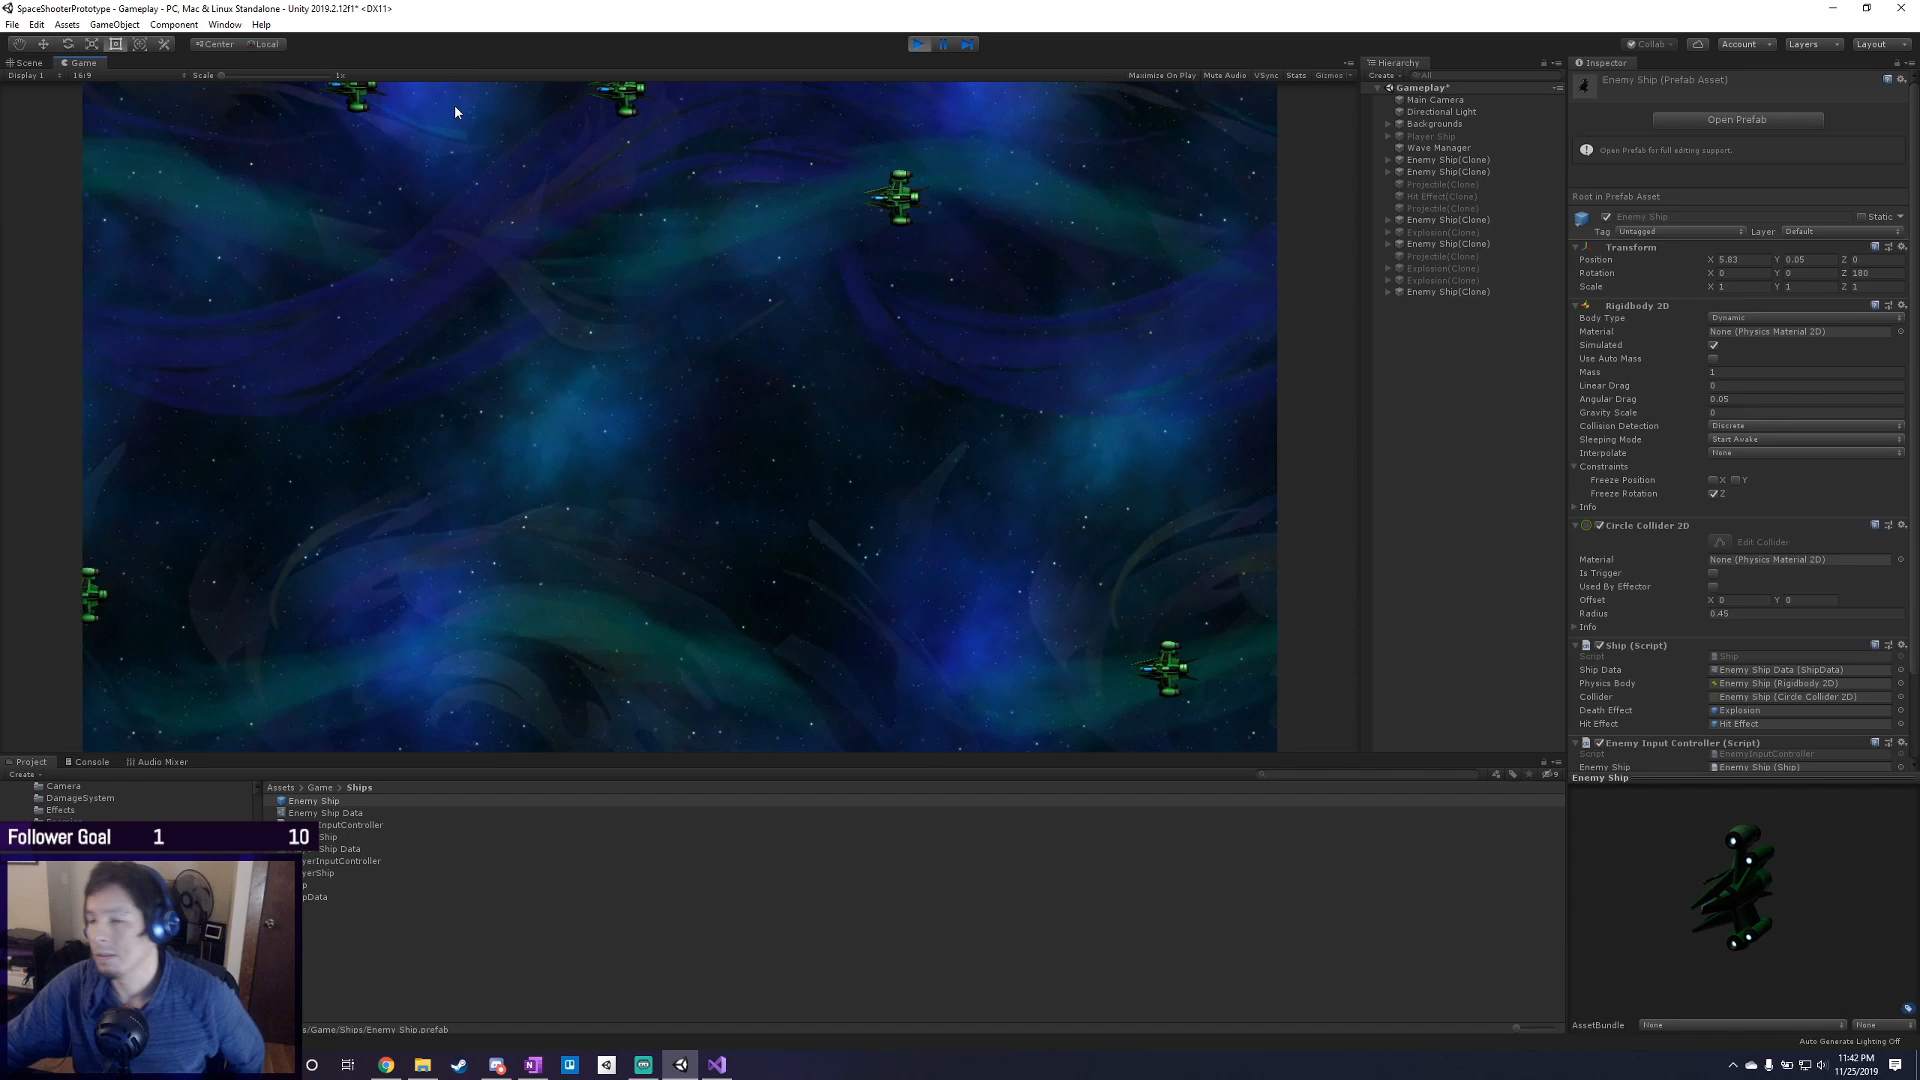 SpaceShooterPrototype - Gameplay - PC, Mac & Linux Standalone - Unity 2019.2.12f1* <DX11>
File Edit Assets GameObject Component Window Help
Center Local
Collab Account Layers Layout
Scene Game
Display 1 16:9 Scale 1x Maximize On Play Mute Audio VSync Stats Gizmos
Hierarchy
Create All
Gameplay*
Main Camera
Directional Light
Backgrounds
Player Ship
Wave Manager
Enemy Ship(Clone)
Enemy Ship(Clone)
Projectile(Clone)
Hit Effect(Clone)
Projectile(Clone)
Enemy Ship(Clone)
Explosion(Clone)
Enemy Ship(Clone)
Projectile(Clone)
Explosion(Clone)
Explosion(Clone)
Enemy Ship(Clone)
Inspector
Enemy Ship (Prefab Asset)
Open Prefab
Open Prefab for full editing support.
Root in Prefab Asset
Enemy Ship Static
Tag Untagged Layer Default
Transform
Position X 5.83 Y 0.05 Z 0
Rotation X 0 Y 0 Z 180
Scale X 1 Y 1 Z 1
Rigidbody 2D
Body Type Dynamic
Material None (Physics Material 2D)
Simulated
Use Auto Mass
Mass 1
Linear Drag 0
Angular Drag 0.05
Gravity Scale 0
Collision Detection Discrete
Sleeping Mode Start Awake
Interpolate None
Constraints
Freeze Position X Y
Freeze Rotation Z
Info
Circle Collider 2D
Edit Collider
Material None (Physics Material 2D)
Is Trigger
Used By Effector
Offset X 0 Y 0
Radius 0.45
Info
Ship (Script)
Script Ship
Ship Data Enemy Ship Data (ShipData)
Physics Body Enemy Ship (Rigidbody 2D)
Collider Enemy Ship (Circle Collider 2D)
Death Effect Explosion
Hit Effect Hit Effect
Enemy Input Controller (Script)
Script EnemyInputController
Enemy Ship Enemy Ship (Ship)
Enemy Ship
AssetBundle None None
Auto Generate Lighting Off
Project Console Audio Mixer
Create
9
Camera
DamageSystem
Effects
Assets Game Ships
Enemy Ship
Enemy Ship Data
InputController
Ship
Ship Data
yerInputController
yerShip
p
pData
s/Game/Ships/Enemy Ship.prefab
Follower Goal 1 10
11:42 PM
11/25/2019